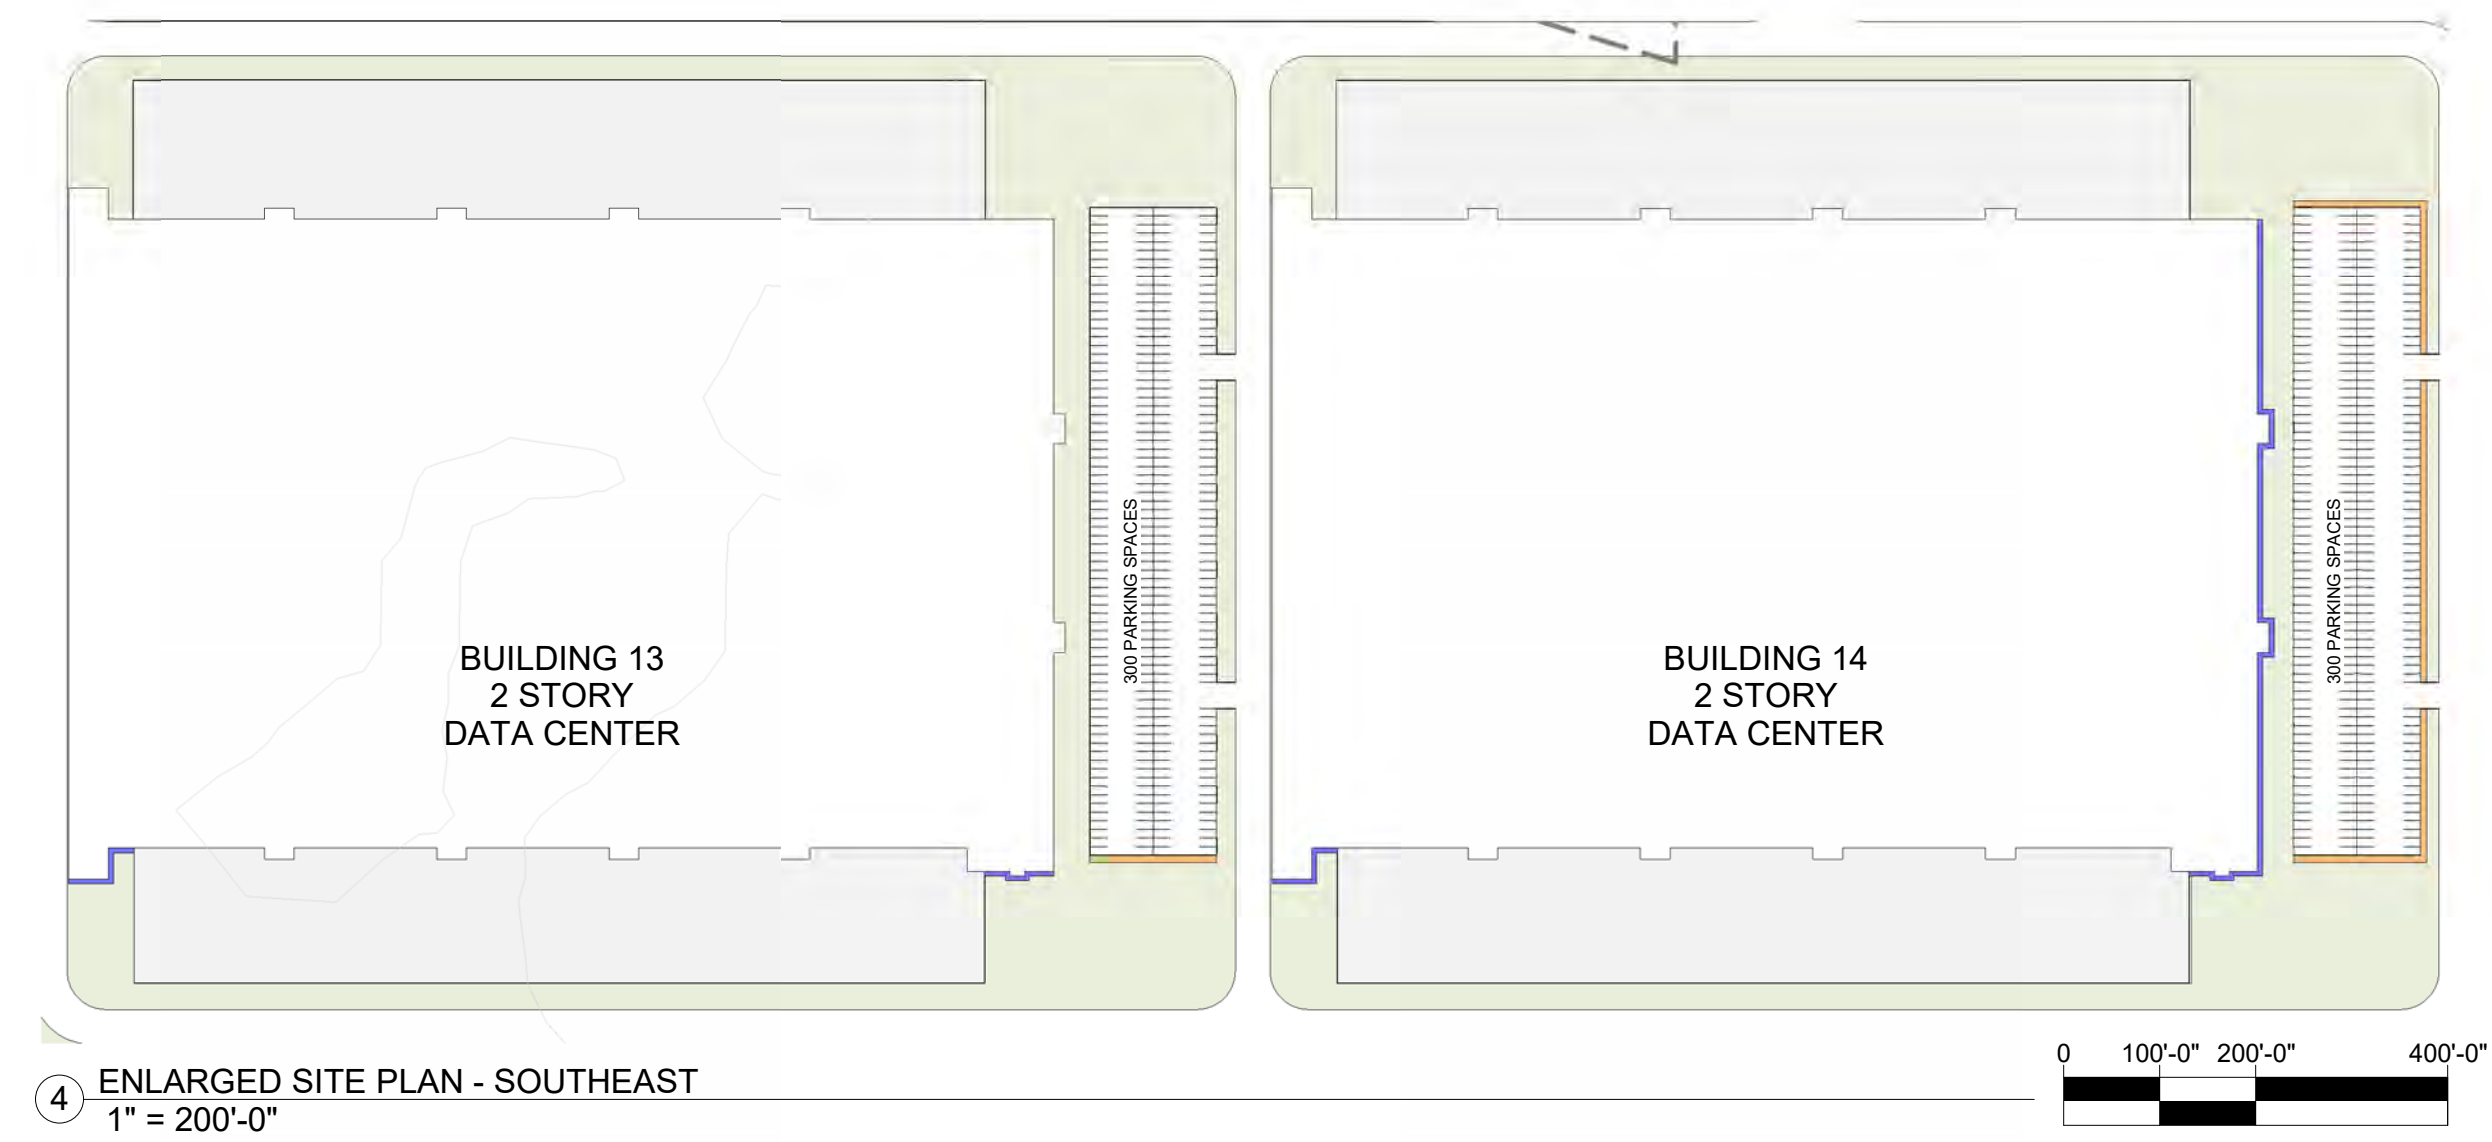 300 PARKING SPACES
300 PARKING SPACES
BUILDING 13
2 STORY
DATA CENTER
BUILDING 14
2 STORY
DATA CENTER
0 100'-0" 200'-0" 400'-0"
4 ENLARGED SITE PLAN - SOUTHEAST
1" = 200'-0"